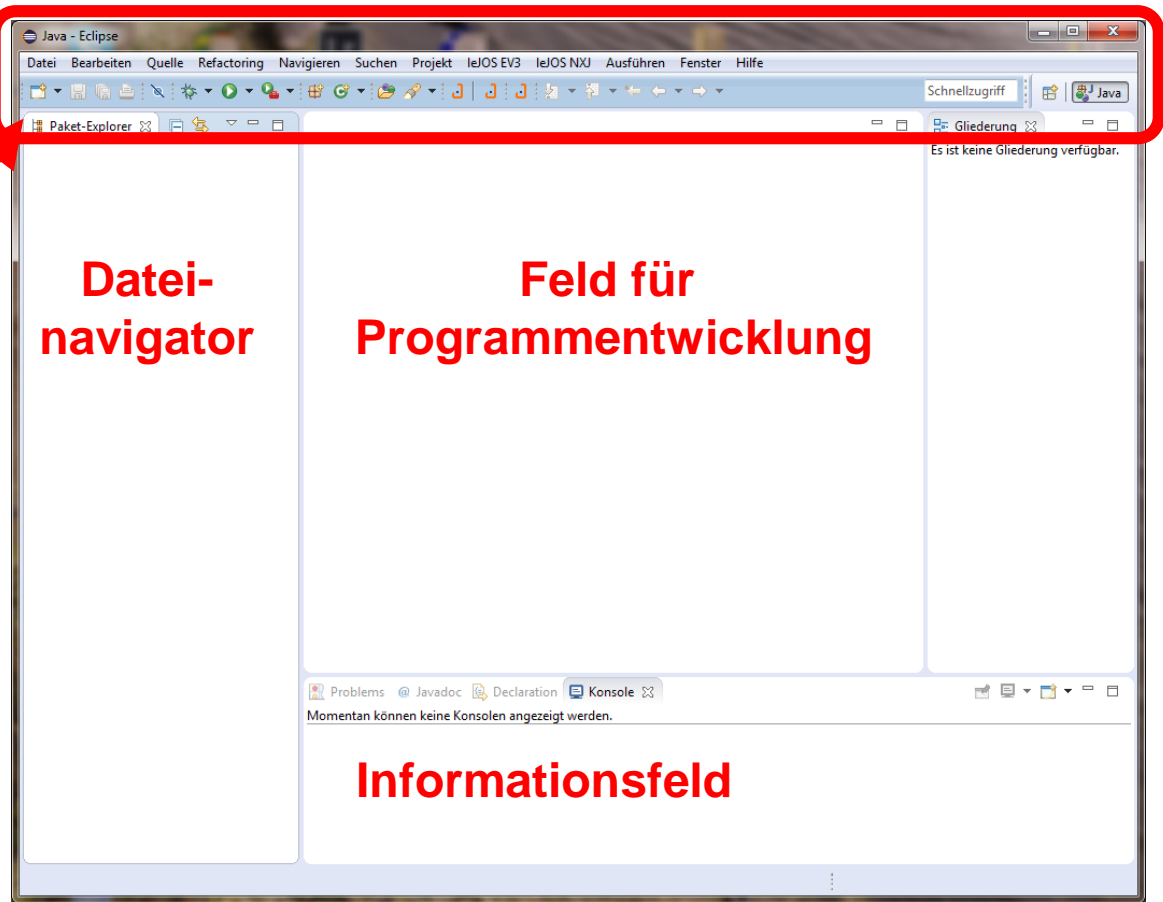 Java - Eclipse
Datei Bearbeiten Quelle Refactoring Navigieren Suchen Projekt leJOS EV3 leJOS NXJ Ausführen Fenster Hilfe
Schnellzugriff Java
Paket-Explorer Gliederung
Es ist keine Gliederung verfügbar.
Datei-
navigator
Feld für
Programmentwicklung
Problems @ Javadoc Declaration Konsole
Momentan können keine Konsolen angezeigt werden.
Informationsfeld